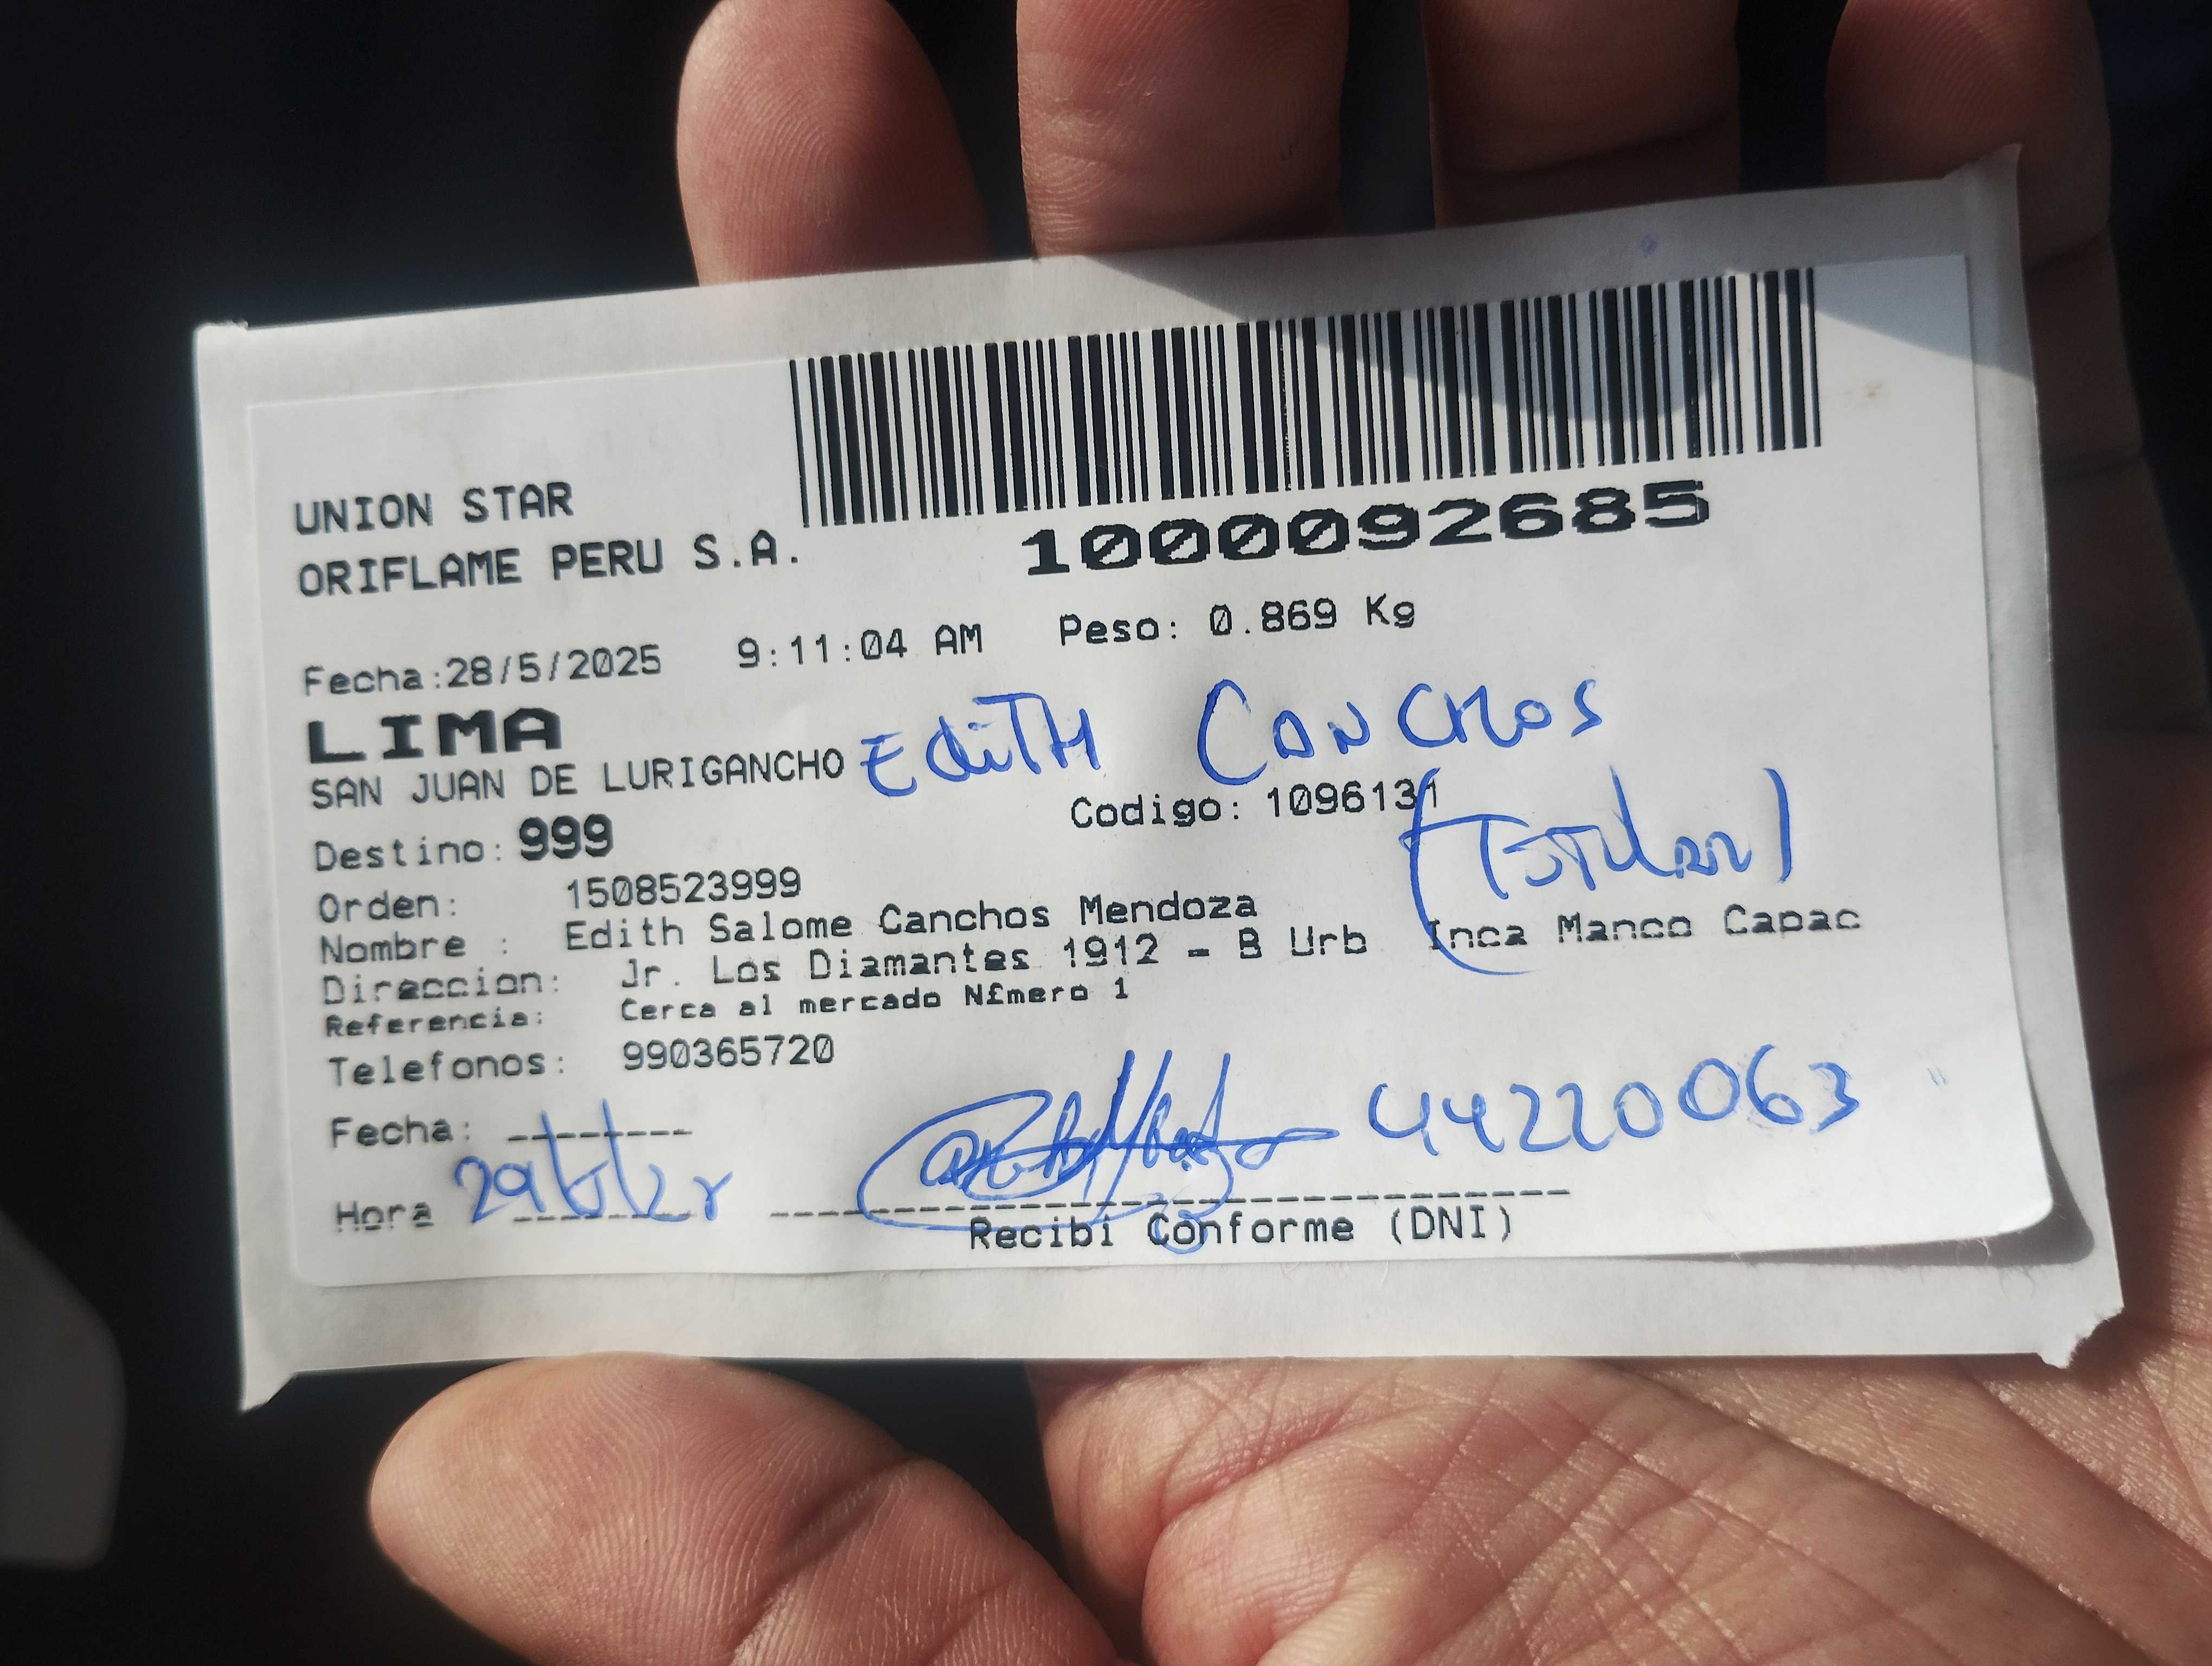 UNION STAR
ORIFLAME PERU S.A.
1000092685
Fecha:28/5/2025 9:11:04 AM Peso: 0.869 Kg
LIMA
SAN JUAN DE LURIGANCHO EdiTH CANCHOS
Destino: 999 Codigo: 1096131
(TiTULAR)
Orden: 1508523999
Nombre : Edith Salome Canchos Mendoza
Direccion: Jr. Los Diamantes 1912 - B Urb Inca Manco Capac
Referencia: Cerca al mercado N£mero 1
Telefonos: 990365720
Fecha: 44220063
Hora
Recibi Conforme (DNI)